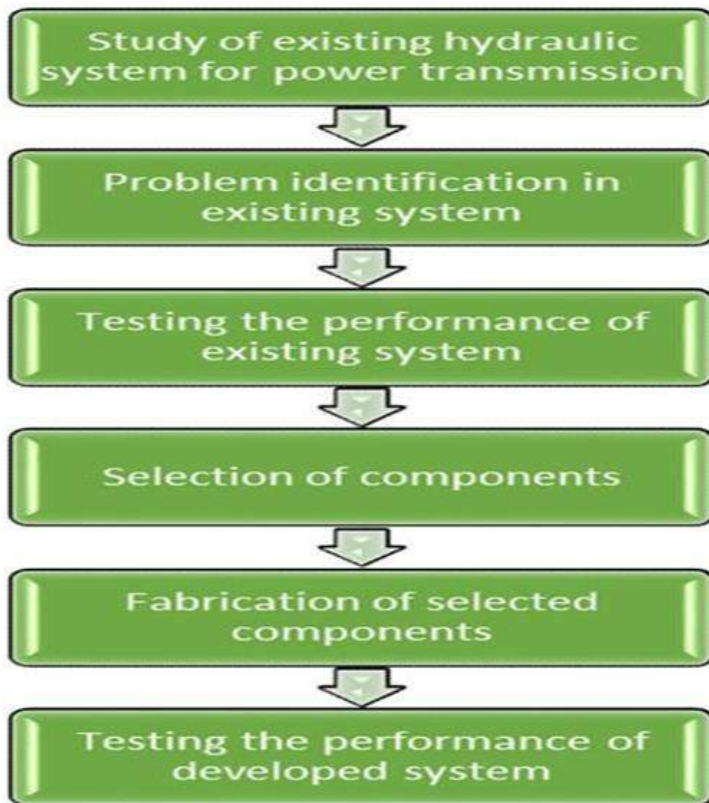 Study of existing hydraulic
system for power transmission
Problem identification in
existing system
Testing the performance of
existing system
Selection of components
Fabrication of selected
components
Testing the performance of
developed system